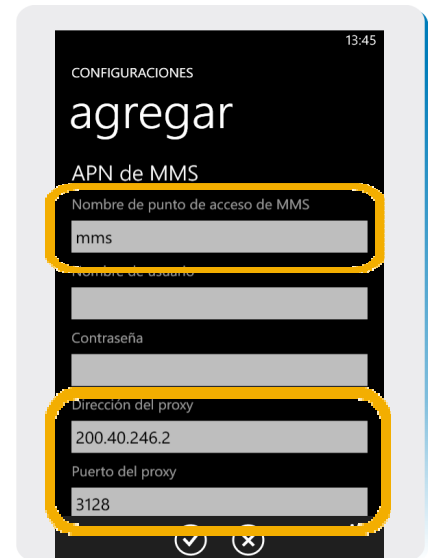 13:45
CONFIGURACIONES
agregar
APN de MMS
Nombre de punto de acceso de MMS
mms
Nombre de usuario
Contraseña
Dirección del proxy
200.40.246.2
Puerto del proxy
3128